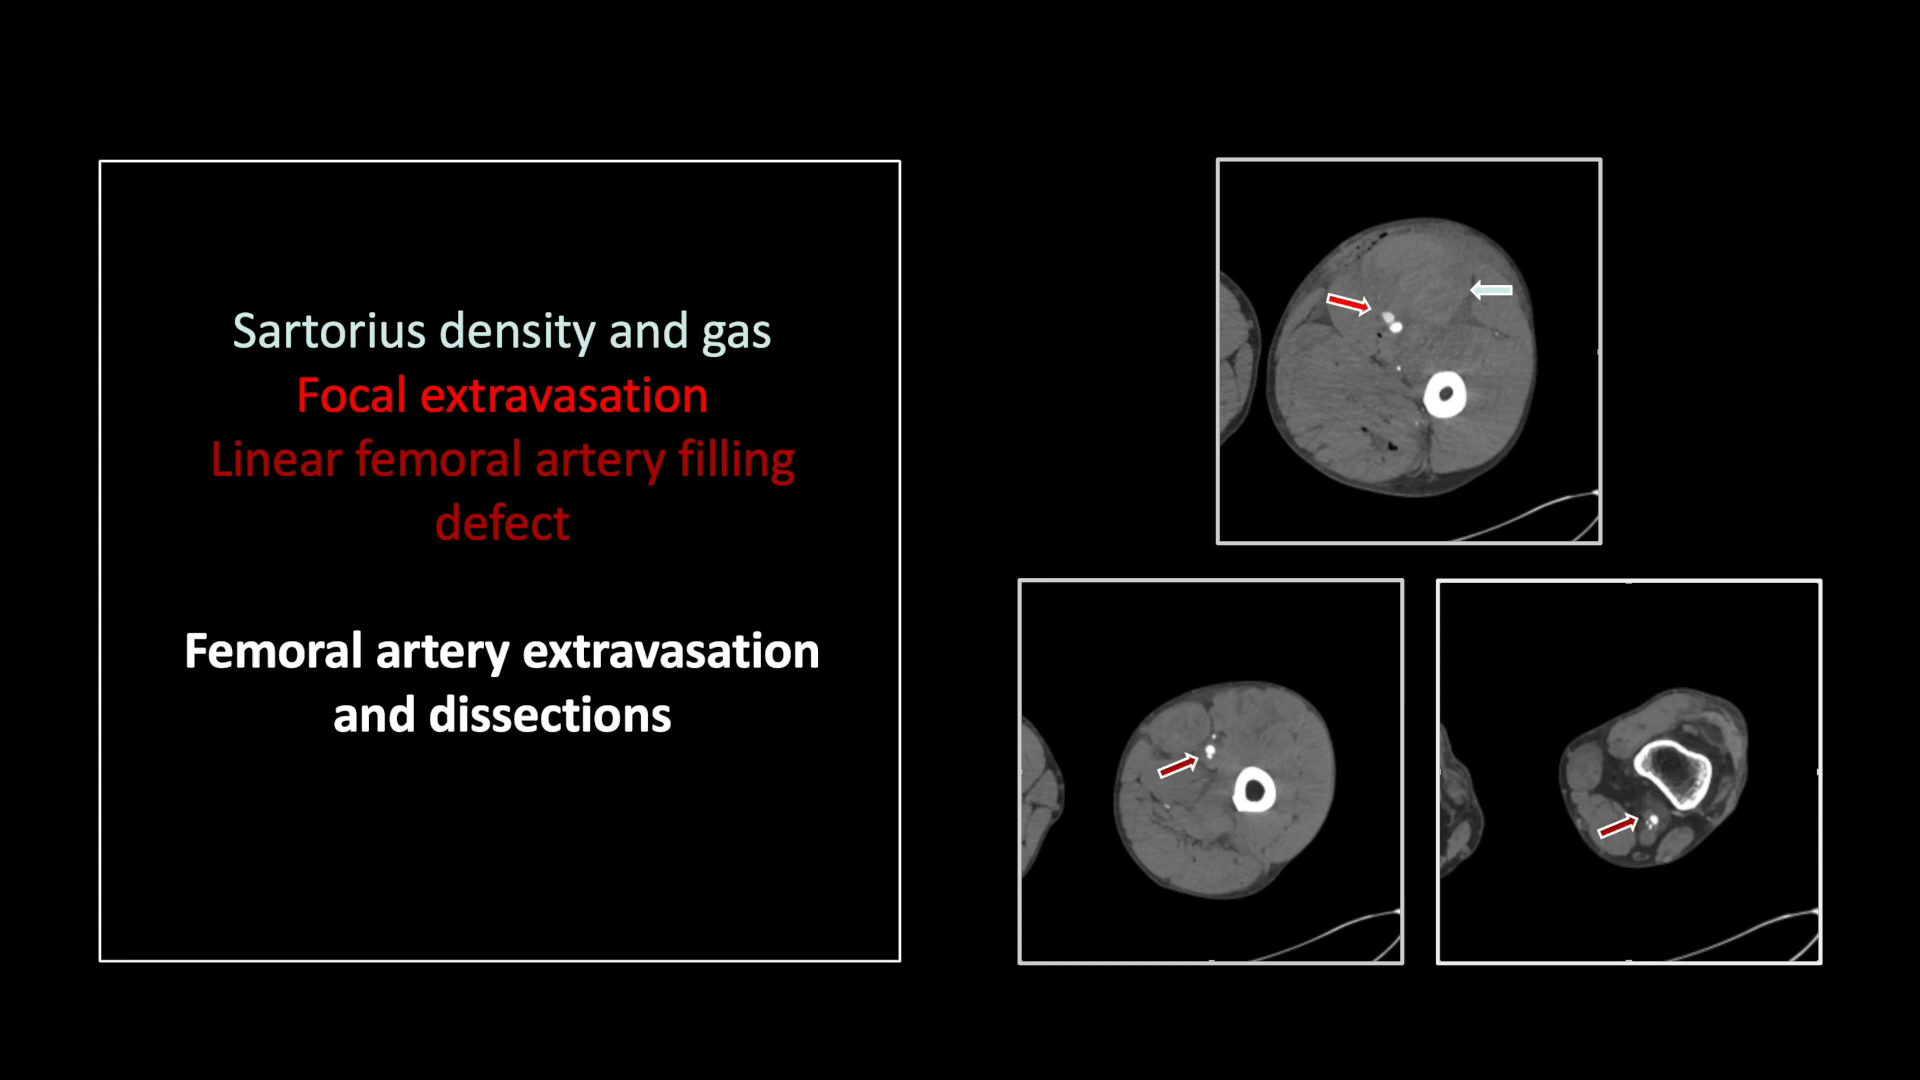 Sartorius density and gas
Focal extravasation
Linear femoral artery filling
defect
Femoral artery extravasation
and dissections